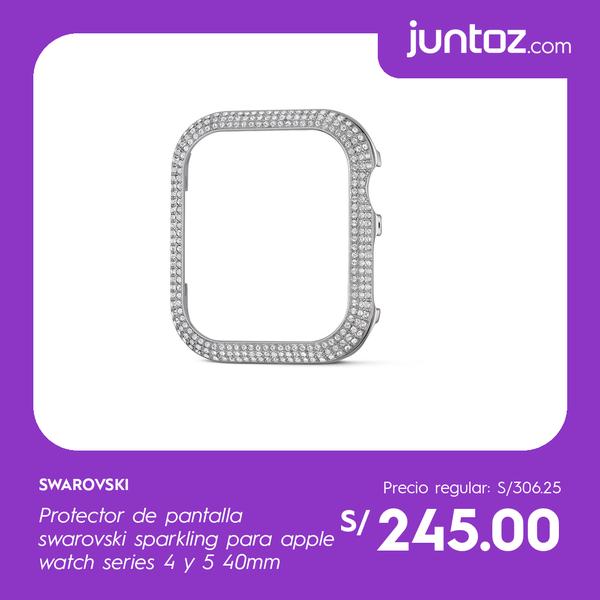 juntoz.com
SWAROVSKI
Protector de pantalla
swarovski sparkling para apple
watch series 4 y 5 40mm
Precio regular: S/306.25
S/ 245.00